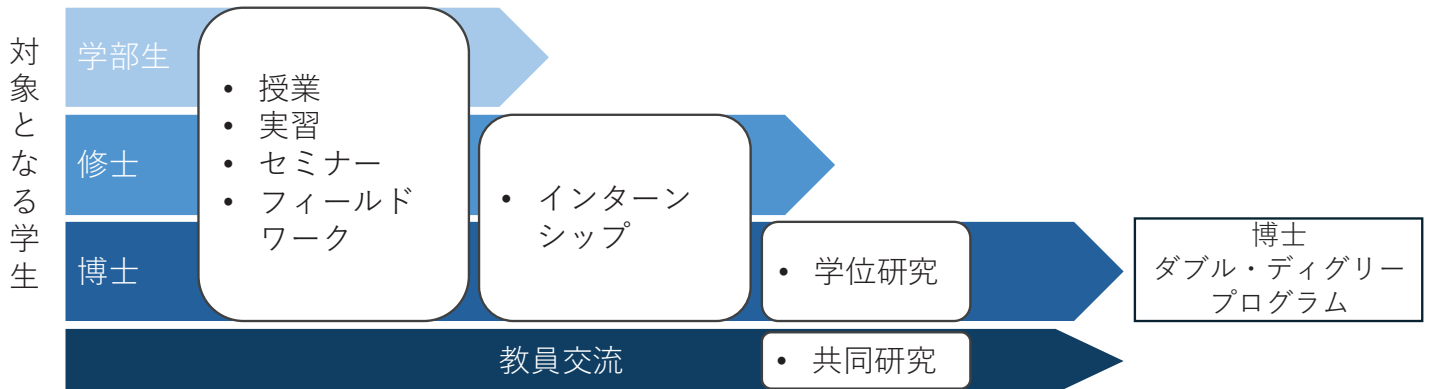 対象となる学生
学部生
修士
博士
• 授業
• 実習
• セミナー
• フィールド
ワーク
• インターン
シップ
• 学位研究
博士
ダブル・ディグリー
プログラム
教員交流
• 共同研究